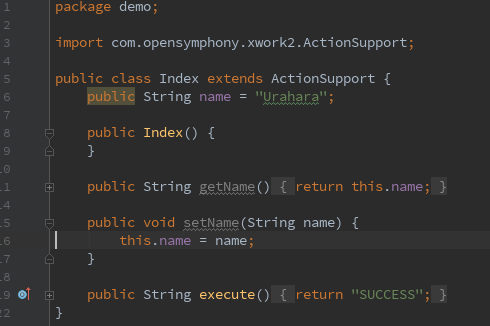 1 package demo;
2
3 import com.opensymphony.xwork2.ActionSupport;
4
5 public class Index extends ActionSupport {
6 public String name = "Urahara";
7
8 public Index() {
9 }
10
11 public String getName() { return this.name; }
15 public void setName(String name) {
16 this.name = name;
17 }
18
19 public String execute() { return "SUCCESS"; }
22 }